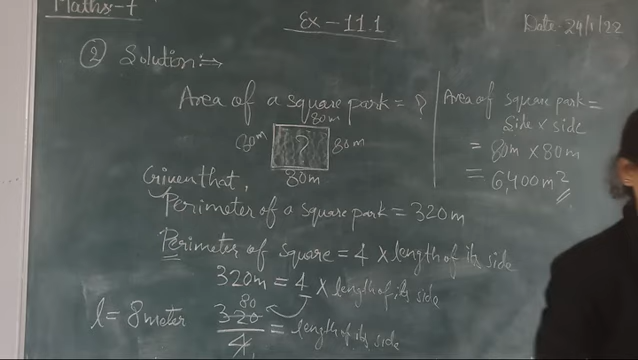 Maths-7
Ex-11.1
Date 24/1/22
② Solution:⇒
Area of a square park = ?
80m
80m ? 80m
80m
Given that,
Perimeter of a square park = 320m
Perimeter of square = 4 × length of its side
320m = 4 × length of its side
80
320/4 = length of its side
l = 8 meter
Area of square park =
Side × side
= 80m × 80m
= 6,400m²